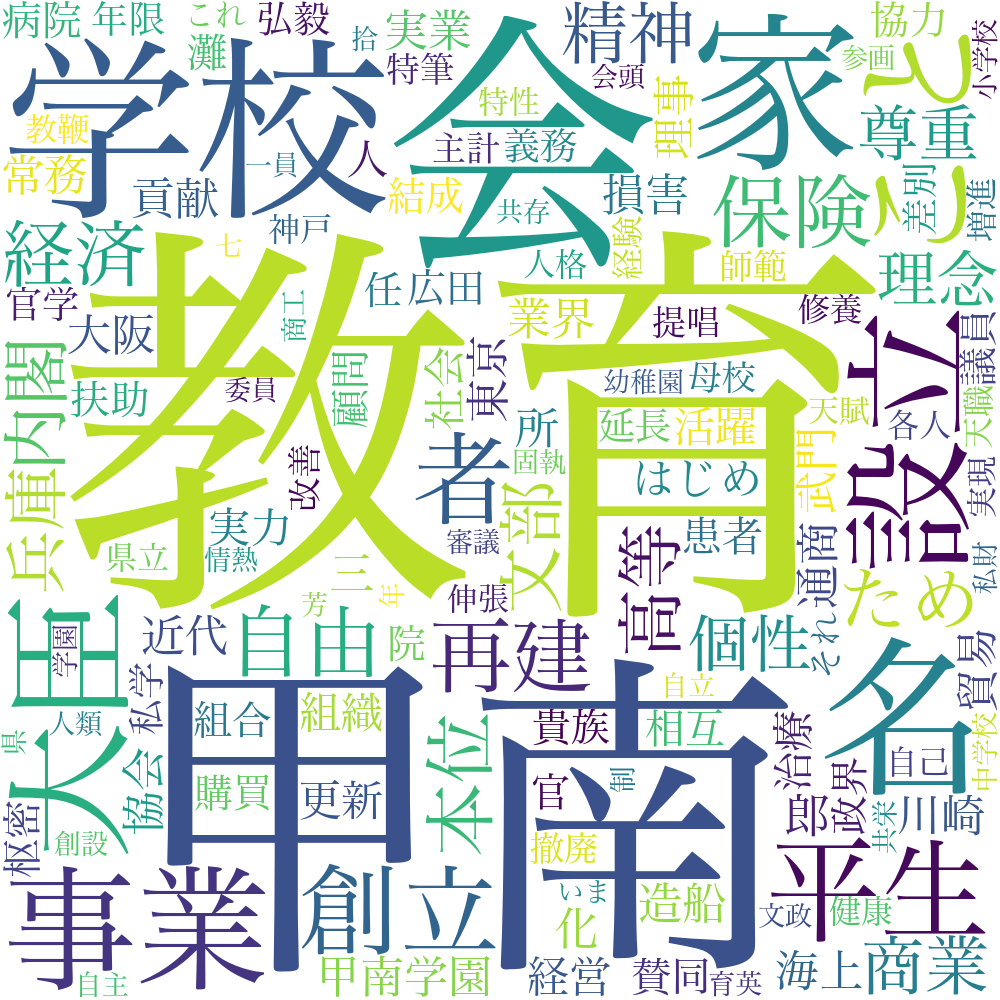 病院
年限
これ
弘毅
拾
実業
灘
特筆
精神
会頭
家
と
協力
参画
小学校
学校
会
教鞭
常務
貢献
一員
人
特性
主計
義務
結成
共存
損害
理事
保険
尊重
こう
差別
増進
経済
七
神戸
任
広田
人格
経験
師範
理念
官学
大阪
商工
業界
提唱
修養
設立
議員
内閣
扶助
委員
顧問
社会
東京
幼稚園
母校
天賦
各人
天職
教育
兵庫
改善
者
所
延長
活躍
武門
固執
はじめ
実現
実力
県立
情熱
三
審議
文部
高等
患者
通商
私財
芳
年
伸張
ため
大臣
学園
近代
自由
院
再建
個性
それ
貿易
私学
人類
県
甲南
組合
組織
貴族
相互
自立
治療
名
自己
中学校
協会
購買
更新
本位
官
制
郎
政界
川崎
共栄
枢密
創設
撤廃
平生
事業
創立
いま
化
造船
文政
健康
自主
甲南学園
経営
賛同
育英
海上
商業